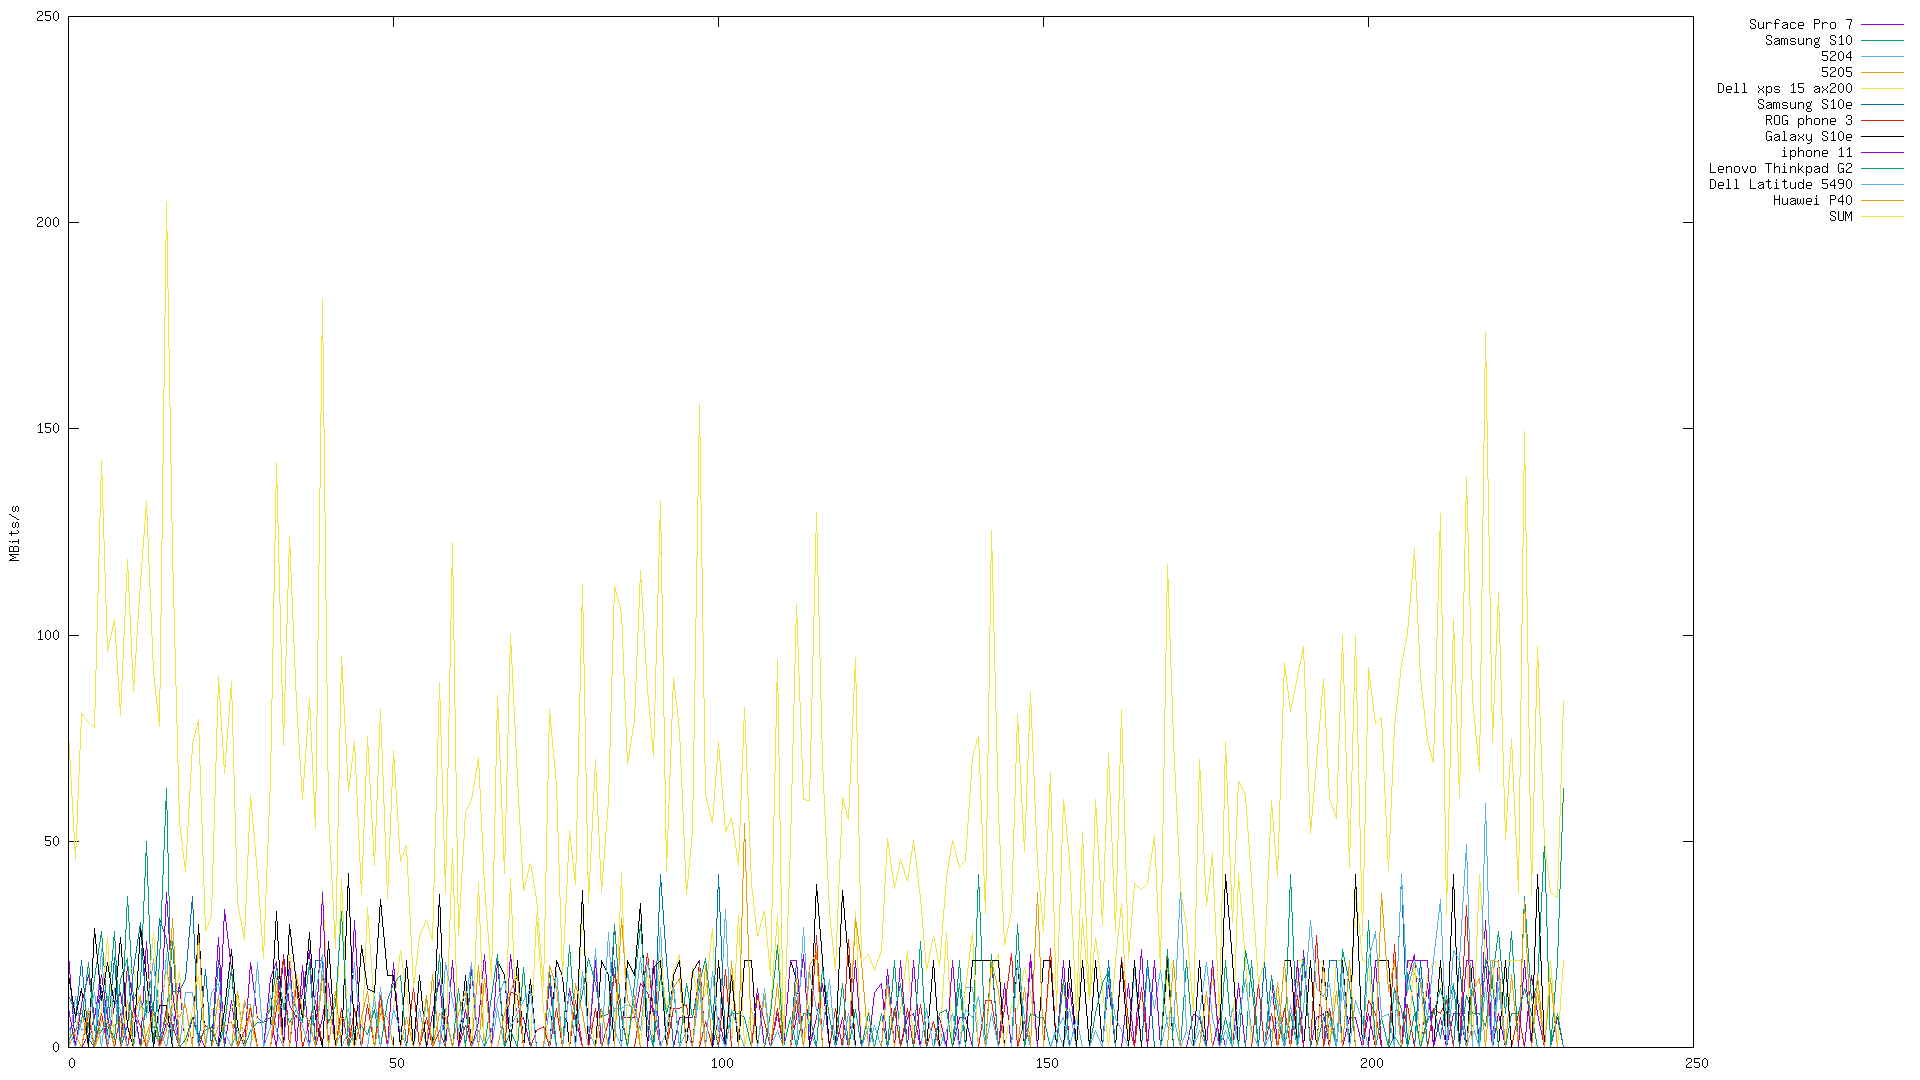 250
200
150
100
50
0
MBits/s
0 50 100 150 200 250
Surface Pro 7
Samsung S10
5204
5205
Dell xps 15 ax200
Samsung S10e
ROG phone 3
Galaxy S10e
iphone 11
Lenovo Thinkpad G2
Dell Latitude 5490
Huawei P40
SUM